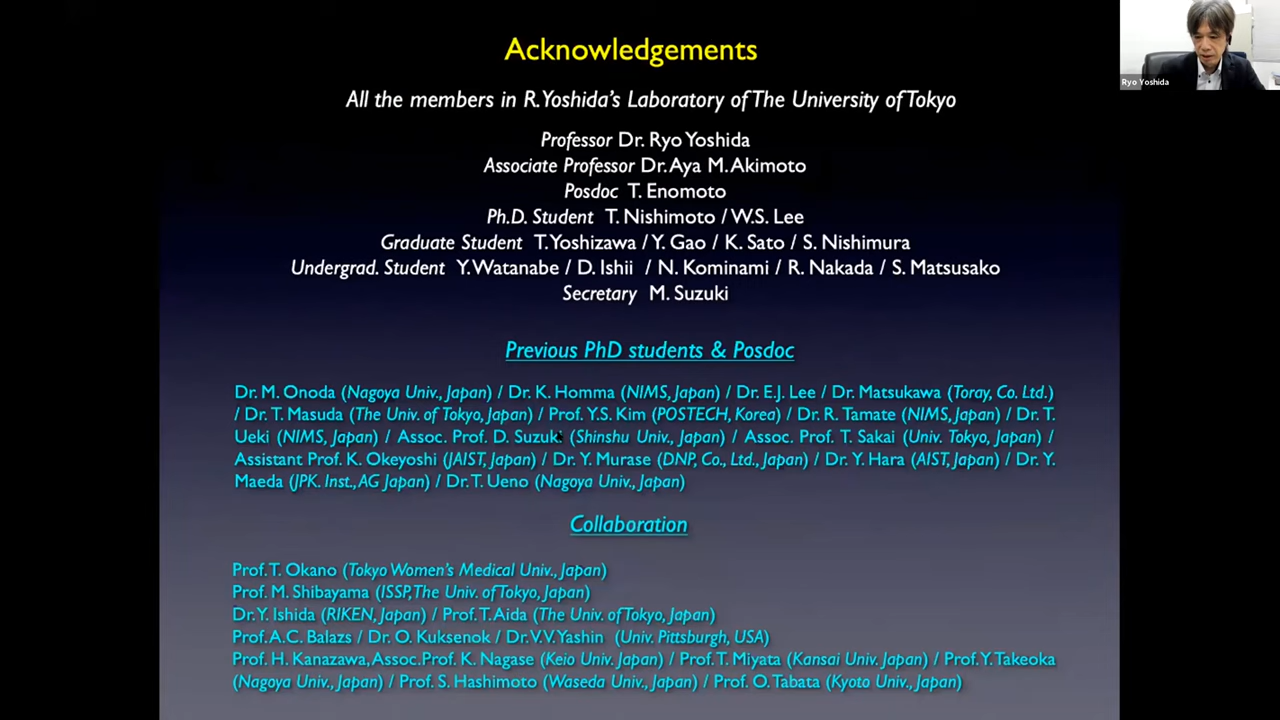 Acknowledgements
Ryo Yoshida
All the members in R.Yoshida's Laboratory of The University of Tokyo
Professor Dr. Ryo Yoshida
Associate Professor Dr. Aya M. Akimoto
Posdoc T. Enomoto
Ph.D. Student T. Nishimoto / W.S. Lee
Graduate Student T. Yoshizawa / Y. Gao / K. Sato / S. Nishimura
Undergrad. Student Y. Watanabe / D. Ishii / N. Kominami / R. Nakada / S. Matsusako
Secretary M. Suzuki
Previous PhD students & Posdoc
Dr. M. Onoda (Nagoya Univ., Japan) / Dr. K. Homma (NIMS, Japan) / Dr. E.J. Lee / Dr. Matsukawa (Toray, Co. Ltd.)
/ Dr. T. Masuda (The Univ. of Tokyo, Japan) / Prof. Y.S. Kim (POSTECH, Korea) / Dr. R. Tamate (NIMS, Japan) / Dr. T.
Ueki (NIMS, Japan) / Assoc. Prof. D. Suzuki (Shinshu Univ., Japan) / Assoc. Prof. T. Sakai (Univ. Tokyo, Japan) /
Assistant Prof. K. Okeyoshi (JAIST, Japan) / Dr. Y. Murase (DNP, Co., Ltd., Japan) / Dr. Y. Hara (AIST, Japan) / Dr. Y.
Maeda (JPK. Inst., AG Japan) / Dr. T. Ueno (Nagoya Univ., Japan)
Collaboration
Prof. T. Okano (Tokyo Women's Medical Univ., Japan)
Prof. M. Shibayama (ISSP, The Univ. of Tokyo, Japan)
Dr. Y. Ishida (RIKEN, Japan) / Prof. T. Aida (The Univ. of Tokyo, Japan)
Prof. A.C. Balazs / Dr. O. Kuksenok / Dr. V.V. Yashin (Univ. Pittsburgh, USA)
Prof. H. Kanazawa, Assoc. Prof. K. Nagase (Keio Univ. Japan) / Prof. T. Miyata (Kansai Univ. Japan) / Prof. Y. Takeoka
(Nagoya Univ., Japan) / Prof. S. Hashimoto (Waseda Univ., Japan) / Prof. O. Tabata (Kyoto Univ., Japan)